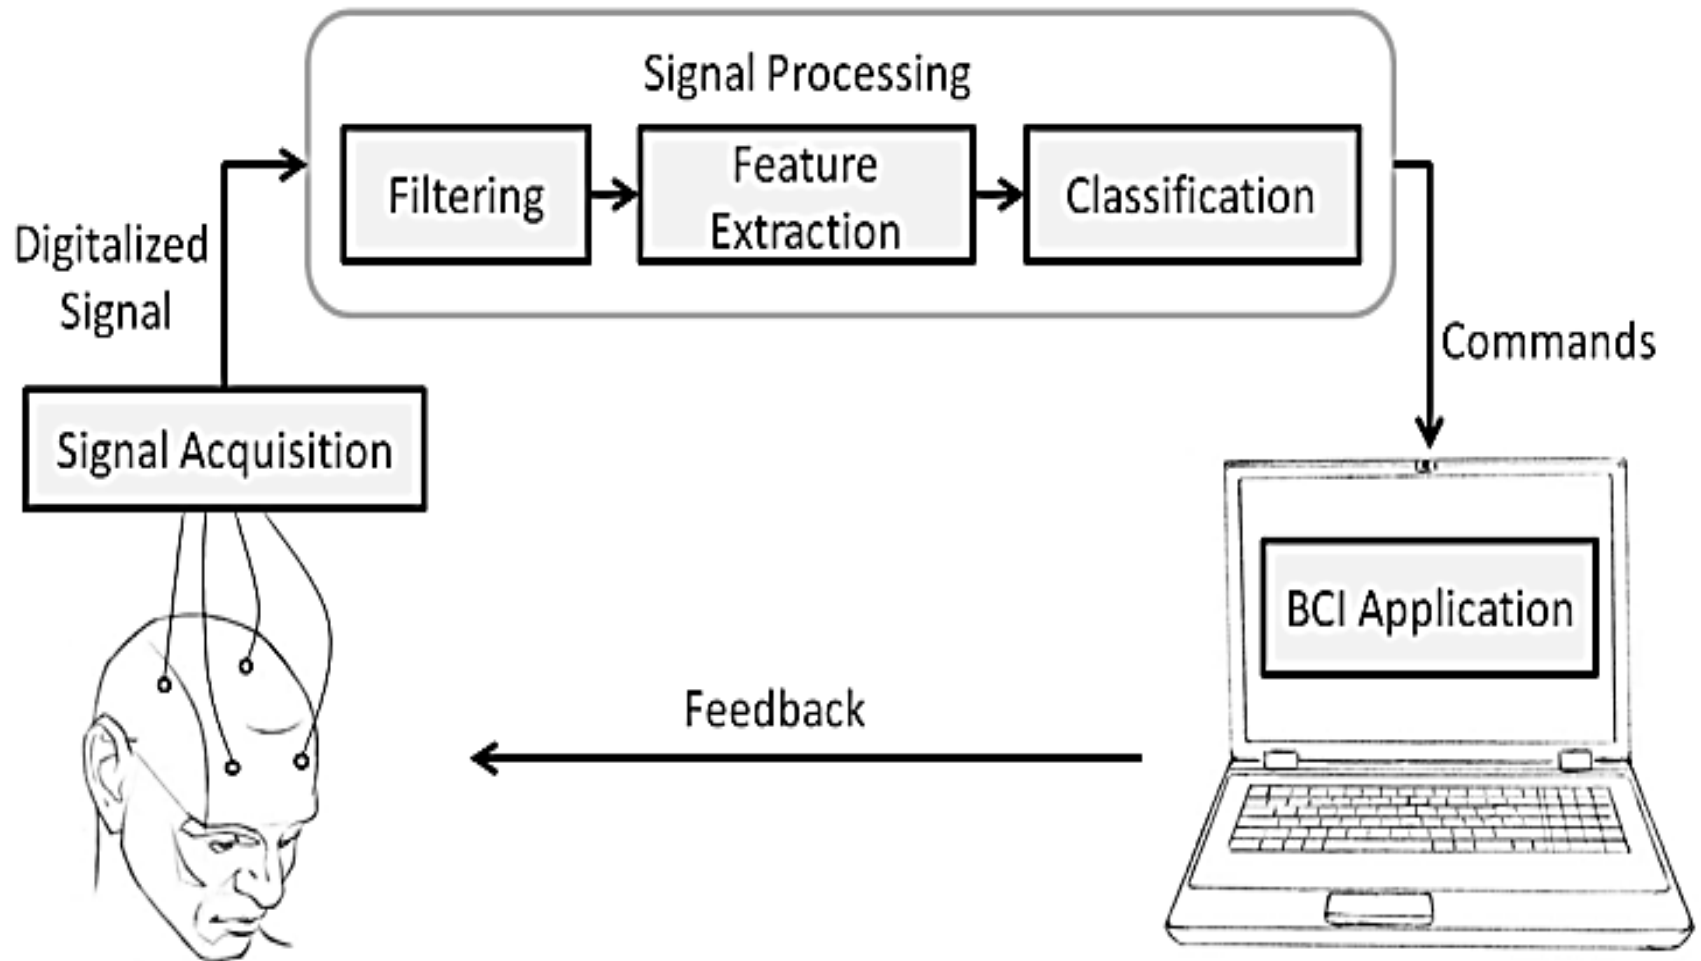 Signal Processing
Filtering
Feature
Extraction
Classification
Digitalized
Signal
Commands
Signal Acquisition
BCI Application
Feedback